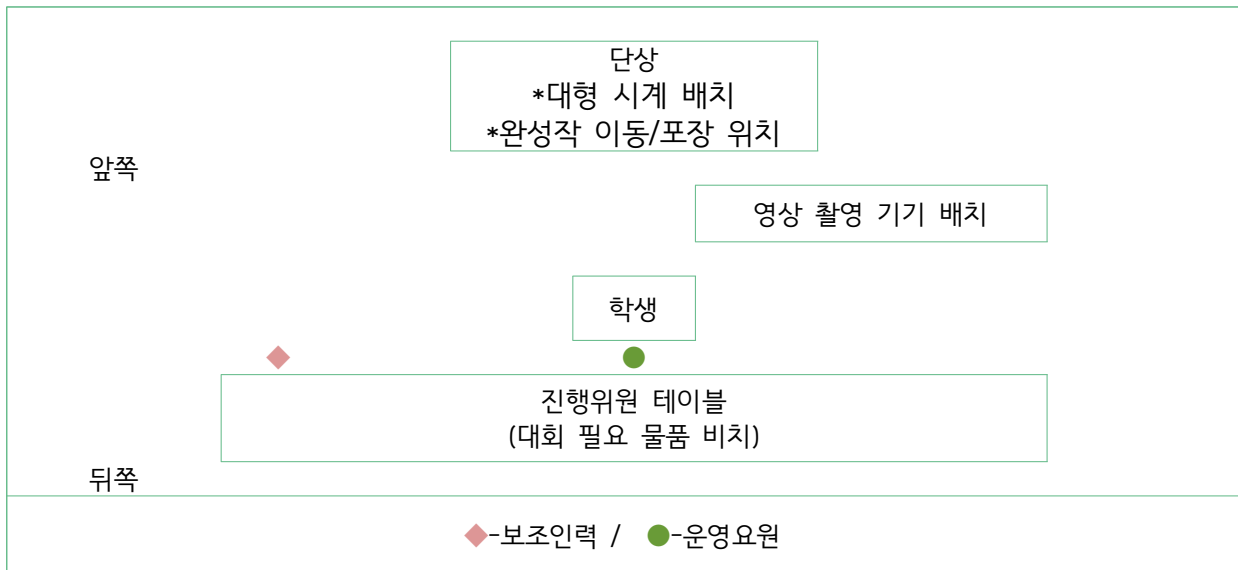 단상
*대형 시계 배치
*완성작 이동/포장 위치
앞쪽
영상 촬영 기기 배치
학생
진행위원 테이블
(대회 필요 물품 비치)
뒤쪽
◆-보조인력 / ●-운영요원